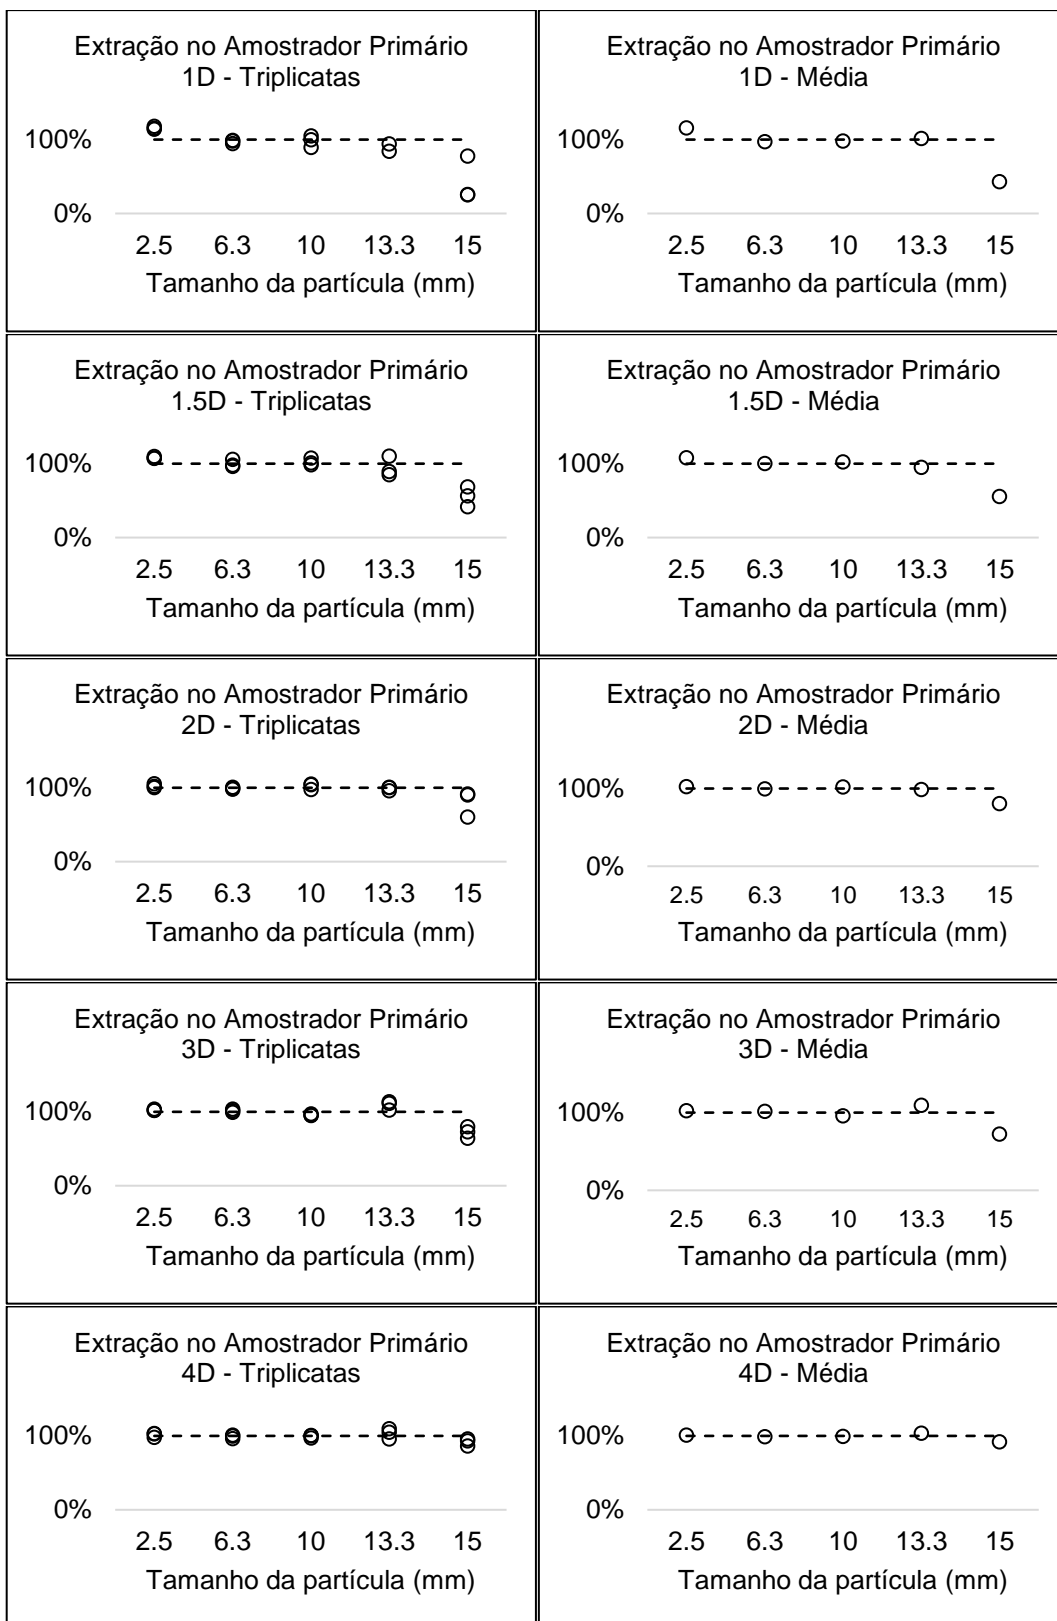 Extração no Amostrador Primário
1D - Triplicatas
100%
0%
2.5 6.3 10 13.3 15
Tamanho da partícula (mm)
Extração no Amostrador Primário
1D - Média
100%
0%
2.5 6.3 10 13.3 15
Tamanho da partícula (mm)
Extração no Amostrador Primário
1.5D - Triplicatas
100%
0%
2.5 6.3 10 13.3 15
Tamanho da partícula (mm)
Extração no Amostrador Primário
1.5D - Média
100%
0%
2.5 6.3 10 13.3 15
Tamanho da partícula (mm)
Extração no Amostrador Primário
2D - Triplicatas
100%
0%
2.5 6.3 10 13.3 15
Tamanho da partícula (mm)
Extração no Amostrador Primário
2D - Média
100%
0%
2.5 6.3 10 13.3 15
Tamanho da partícula (mm)
Extração no Amostrador Primário
3D - Triplicatas
100%
0%
2.5 6.3 10 13.3 15
Tamanho da partícula (mm)
Extração no Amostrador Primário
3D - Média
100%
0%
2.5 6.3 10 13.3 15
Tamanho da partícula (mm)
Extração no Amostrador Primário
4D - Triplicatas
100%
0%
2.5 6.3 10 13.3 15
Tamanho da partícula (mm)
Extração no Amostrador Primário
4D - Média
100%
0%
2.5 6.3 10 13.3 15
Tamanho da partícula (mm)